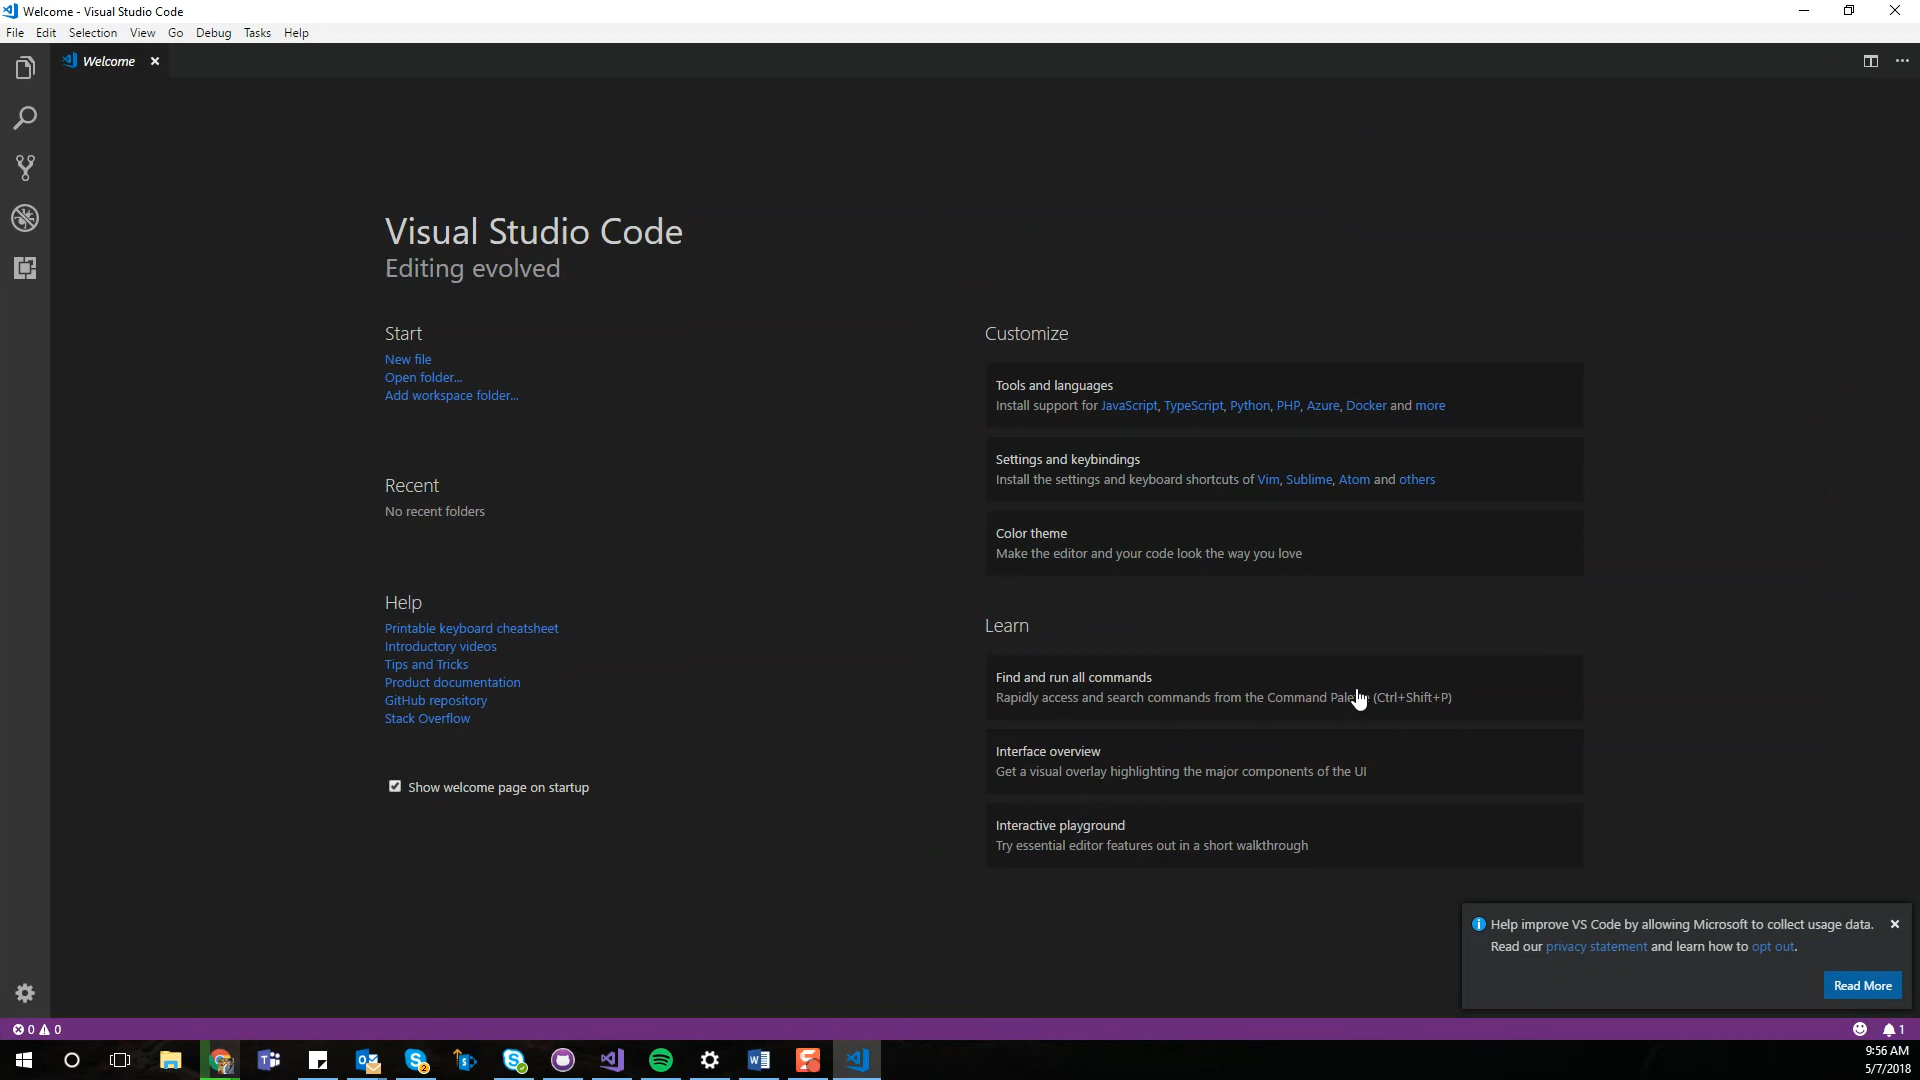 Welcome - Visual Studio Code
File Edit Selection View Go Debug Tasks Help
Welcome
Visual Studio Code
Editing evolved
Start
New file
Open folder...
Add workspace folder...
Recent
No recent folders
Help
Printable keyboard cheatsheet
Introductory videos
Tips and Tricks
Product documentation
GitHub repository
Stack Overflow
Show welcome page on startup
Customize
Tools and languages
Install support for JavaScript, TypeScript, Python, PHP, Azure, Docker and more
Settings and keybindings
Install the settings and keyboard shortcuts of Vim, Sublime, Atom and others
Color theme
Make the editor and your code look the way you love
Learn
Find and run all commands
Rapidly access and search commands from the Command (Ctrl+Shift+P)
Interface overview
Get a visual overlay highlighting the major components of the UI
Interactive playground
Try essential editor features out in a short walkthrough
Help improve VS Code by allowing Microsoft to collect usage data.
Read our privacy statement and learn how to opt out.
Read More
0 0
1
2
9:56 AM
5/7/2018